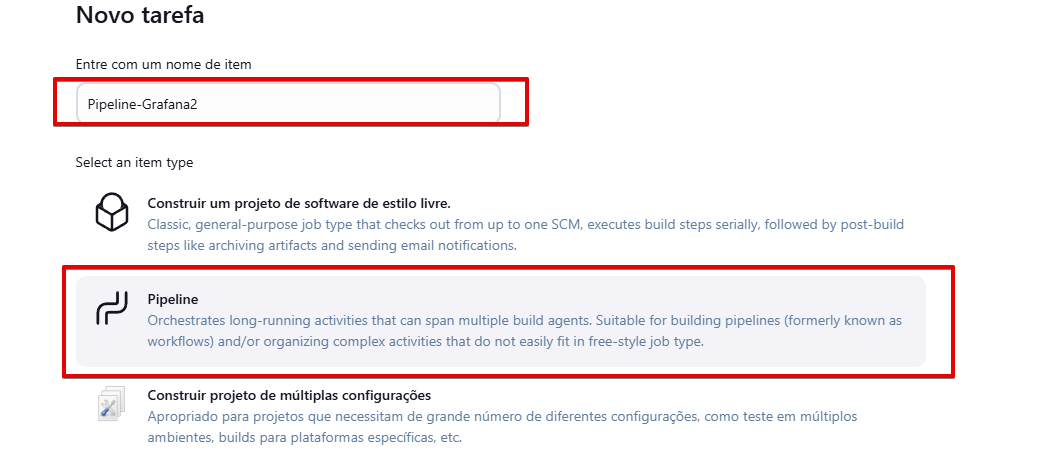 Novo tarefa
Entre com um nome de item
Pipeline-Grafana2
Select an item type
Construir um projeto de software de estilo livre.
Classic, general-purpose job type that checks out from up to one SCM, executes build steps serially, followed by post-build
steps like archiving artifacts and sending email notifications.
Pipeline
Orchestrates long-running activities that can span multiple build agents. Suitable for building pipelines (formerly known as
workflows) and/or organizing complex activities that do not easily fit in free-style job type.
Construir projeto de múltiplas configurações
Apropriado para projetos que necessitam de grande número de diferentes configurações, como teste em múltiplos
ambientes, builds para plataformas específicas, etc.